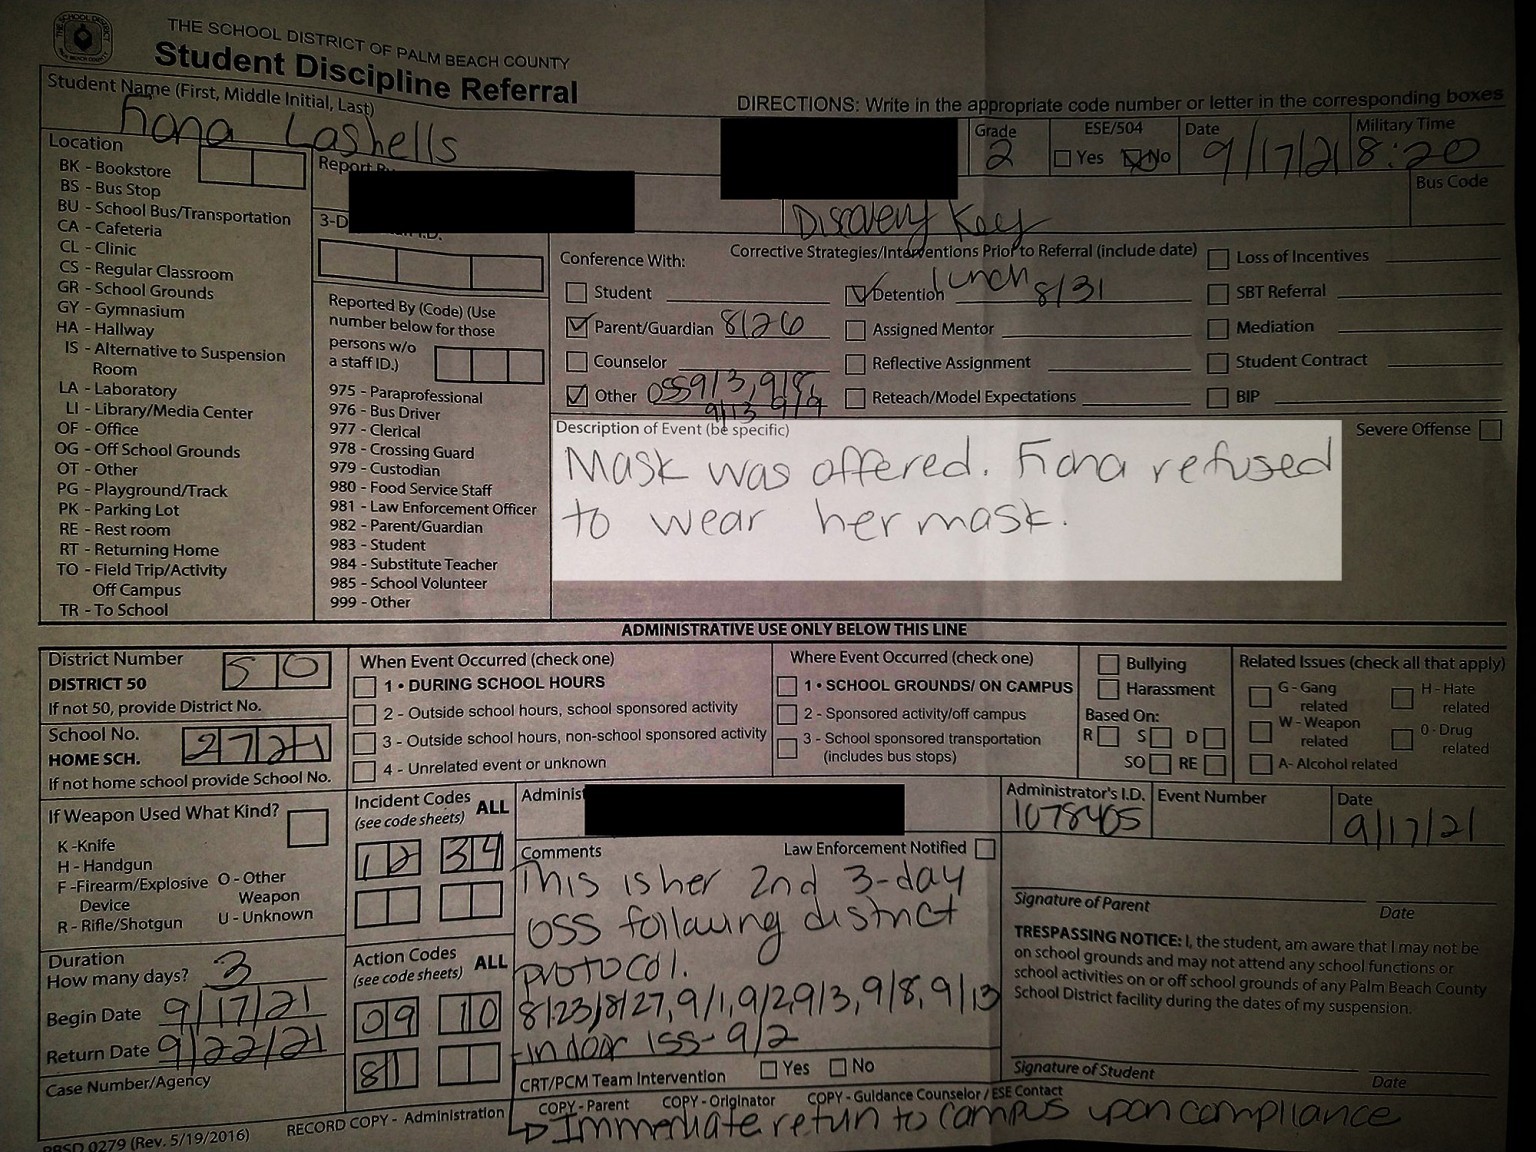 THE SCHOOL DISTRICT OF PALM BEACH COUNTY
Student Discipline Referral
DIRECTIONS: Write in the appropriate code number or letter in the corresponding boxes
Student Name (First, Middle Initial, Last)
Fiona Lashells
Grade
2
ESE/504
Yes
No
Date
9/17/21
Military Time
8:20
Location
BK - Bookstore
BS - Bus Stop
BU - School Bus/Transportation
CA - Cafeteria
CL - Clinic
CS - Regular Classroom
GR - School Grounds
GY - Gymnasium
HA - Hallway
IS - Alternative to Suspension
Room
LA - Laboratory
LI - Library/Media Center
OF - Office
OG - Off School Grounds
OT - Other
PG - Playground/Track
PK - Parking Lot
RE - Rest room
RT - Returning Home
TO - Field Trip/Activity
Off Campus
TR - To School
Report
3-D
Discovery Key
Bus Code
Reported By (Code) (Use
number below for those
persons w/o
a staff ID.)
975 - Paraprofessional
976 - Bus Driver
977 - Clerical
978 - Crossing Guard
979 - Custodian
980 - Food Service Staff
981 - Law Enforcement Officer
982 - Parent/Guardian
983 - Student
984 - Substitute Teacher
985 - School Volunteer
999 - Other
Conference With:
Corrective Strategies/Interventions Prior to Referral (include date)
Student
Parent/Guardian 8/26
Counselor
Other OSS 9/3, 9/8,
9/13 9/9
Detention lunch 8/31
Assigned Mentor
Reflective Assignment
Reteach/Model Expectations
Loss of Incentives
SBT Referral
Mediation
Student Contract
BIP
Description of Event (be specific)
Severe Offense
Mask was offered. Fiona refused
to wear her mask.
ADMINISTRATIVE USE ONLY BELOW THIS LINE
District Number
DISTRICT 50
50
If not 50, provide District No.
School No.
HOME SCH.
2721
If not home school provide School No.
When Event Occurred (check one)
1 • DURING SCHOOL HOURS
2 - Outside school hours, school sponsored activity
3 - Outside school hours, non-school sponsored activity
4 - Unrelated event or unknown
Where Event Occurred (check one)
1 • SCHOOL GROUNDS/ ON CAMPUS
2 - Sponsored activity/off campus
3 - School sponsored transportation
(includes bus stops)
Bullying
Harassment
Based On:
R S D
SO RE
Related Issues (check all that apply)
G - Gang
related
H - Hate
related
W - Weapon
related
0 - Drug
related
A- Alcohol related
If Weapon Used What Kind?
K -Knife
H - Handgun
F -Firearm/Explosive
Device
R - Rifle/Shotgun
O - Other
Weapon
U - Unknown
Duration
How many days? 3
Begin Date 9/17/21
Return Date 9/22/21
Case Number/Agency
Incident Codes ALL
(see code sheets)
12 34
Action Codes ALL
(see code sheets)
09 10
81
Administ
Comments
Law Enforcement Notified
This is her 2nd 3-day
OSS following district
protocol.
8/23, 8/27, 9/1, 9/2, 9/3, 9/8, 9/13
-indoor ISS- 9/2
CRT/PCM Team Intervention
Yes
No
Administrator's I.D.
1078405
Event Number
Date
9/17/21
Signature of Parent
Date
TRESPASSING NOTICE: I, the student, am aware that I may not be
on school grounds and may not attend any school functions or
school activities on or off school grounds of any Palm Beach County
School District facility during the dates of my suspension.
Signature of Student
Date
PBSD 0279 (Rev. 5/19/2016)
RECORD COPY - Administration
COPY - Parent
COPY - Originator
COPY - Guidance Counselor / ESE Contact
Immediate return to campus upon compliance